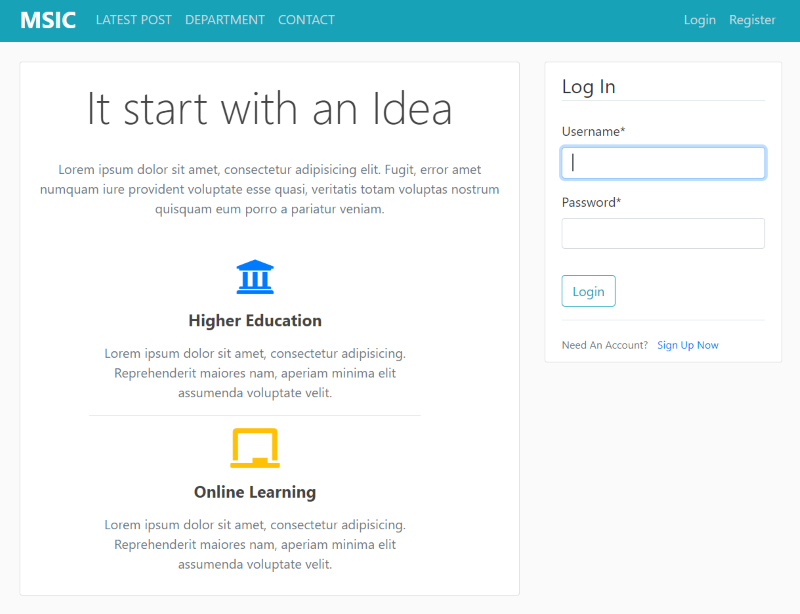 MSIC LATEST POST DEPARTMENT CONTACT Login Register
It start with an Idea
Lorem ipsum dolor sit amet, consectetur adipisicing elit. Fugit, error amet
numquam iure provident voluptate esse quasi, veritatis totam voluptas nostrum
quisquam eum porro a pariatur veniam.
Higher Education
Lorem ipsum dolor sit amet, consectetur adipisicing.
Reprehenderit maiores nam, aperiam minima elit
assumenda voluptate velit.
Online Learning
Lorem ipsum dolor sit amet, consectetur adipisicing.
Reprehenderit maiores nam, aperiam minima elit
assumenda voluptate velit.
Log In
Username*
Password*
Login
Need An Account? Sign Up Now